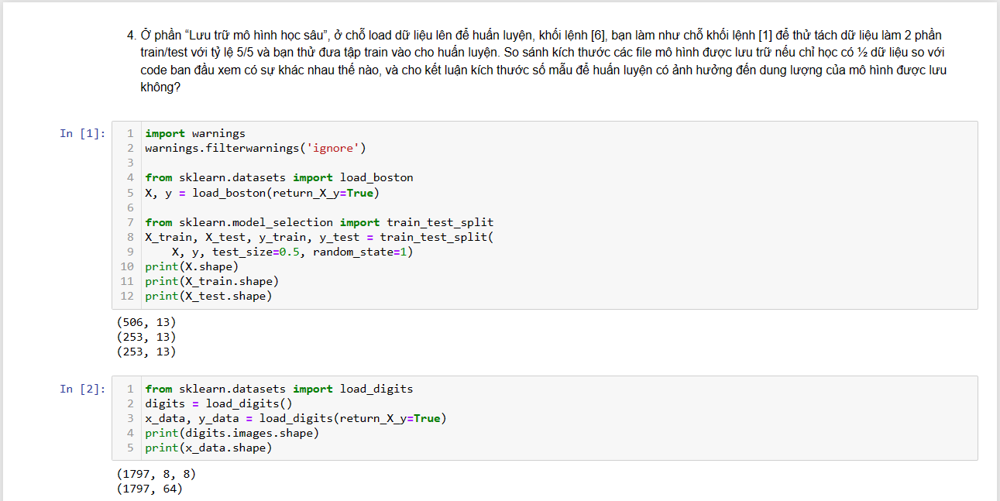 4. Ở phần “Lưu trữ mô hình học sâu”, ở chỗ load dữ liệu lên để huấn luyện, khối lệnh [6], bạn làm như chỗ khối lệnh [1] để thử tách dữ liệu làm 2 phần
train/test với tỷ lệ 5/5 và bạn thử đưa tập train vào cho huấn luyện. So sánh kích thước các file mô hình được lưu trữ nếu chỉ học có ½ dữ liệu so với
code ban đầu xem có sự khác nhau thế nào, và cho kết luận kích thước số mẫu để huấn luyện có ảnh hưởng đến dung lượng của mô hình được lưu
không?
In [1]:
1 import warnings
2 warnings.filterwarnings('ignore')
3
4 from sklearn.datasets import load_boston
5 X, y = load_boston(return_X_y=True)
6
7 from sklearn.model_selection import train_test_split
8 X_train, X_test, y_train, y_test = train_test_split(
9     X, y, test_size=0.5, random_state=1)
10 print(X.shape)
11 print(X_train.shape)
12 print(X_test.shape)
(506, 13)
(253, 13)
(253, 13)
In [2]:
1 from sklearn.datasets import load_digits
2 digits = load_digits()
3 x_data, y_data = load_digits(return_X_y=True)
4 print(digits.images.shape)
5 print(x_data.shape)
(1797, 8, 8)
(1797, 64)